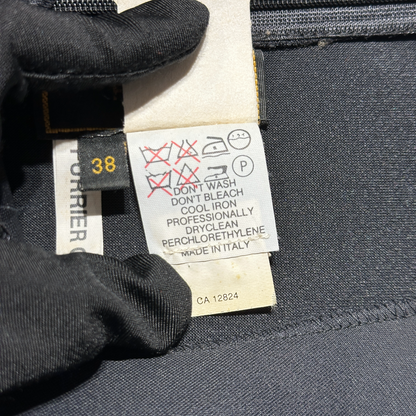 38
P
DON'T WASH
DON'T BLEACH
COOL IRON
PROFESSIONALLY
DRYCLEAN
PERCHLORETHYLENE
MADE IN ITALY
CA 12824